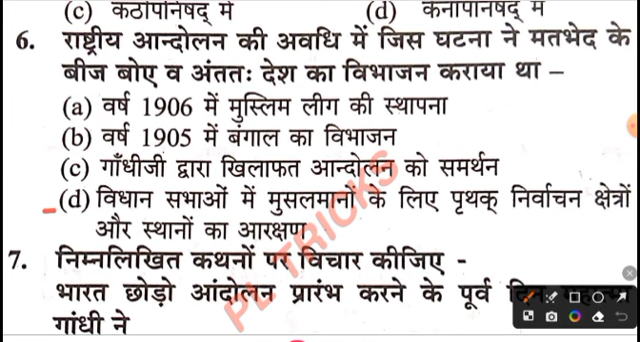 (c) कठोपनिषद् में (d) केनोपनिषद् में
6. राष्ट्रीय आन्दोलन की अवधि में जिस घटना ने मतभेद के
बीज बोए व अंततः देश का विभाजन कराया था –
(a) वर्ष 1906 में मुस्लिम लीग की स्थापना
(b) वर्ष 1905 में बंगाल का विभाजन
(c) गाँधीजी द्वारा खिलाफत आन्दोलन को समर्थन
(d) विधान सभाओं में मुसलमानों के लिए पृथक् निर्वाचन क्षेत्रों
और स्थानों का आरक्षण
PL TRICKS
7. निम्नलिखित कथनों पर विचार कीजिए -
भारत छोड़ो आंदोलन प्रारंभ करने के पूर्व दिन
गांधी ने